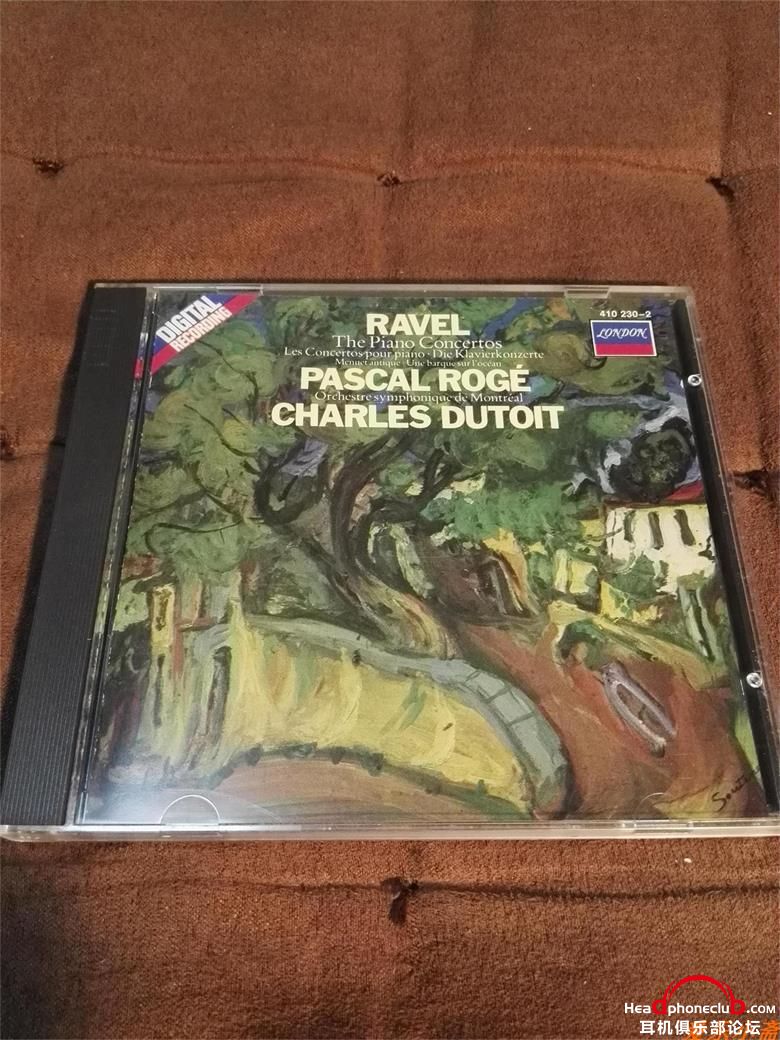 DIGITAL
RECORDING
410 230-2
LONDON
RAVEL
The Piano Concertos
Les Concertos pour piano · Die Klavierkonzerte
Menuet antique · Une barque sur l'océan
PASCAL ROGÉ
Orchestre symphonique de Montréal
CHARLES DUTOIT
Headphoneclub.com
耳机俱乐部论坛